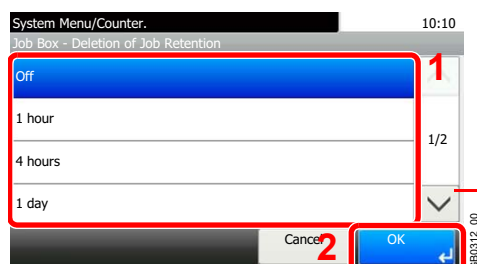 System Menu/Counter. 10:10
Job Box - Deletion of Job Retention
Off
1
1 hour
1/2
4 hours
1 day
Cancel 2 OK
GB0312_00